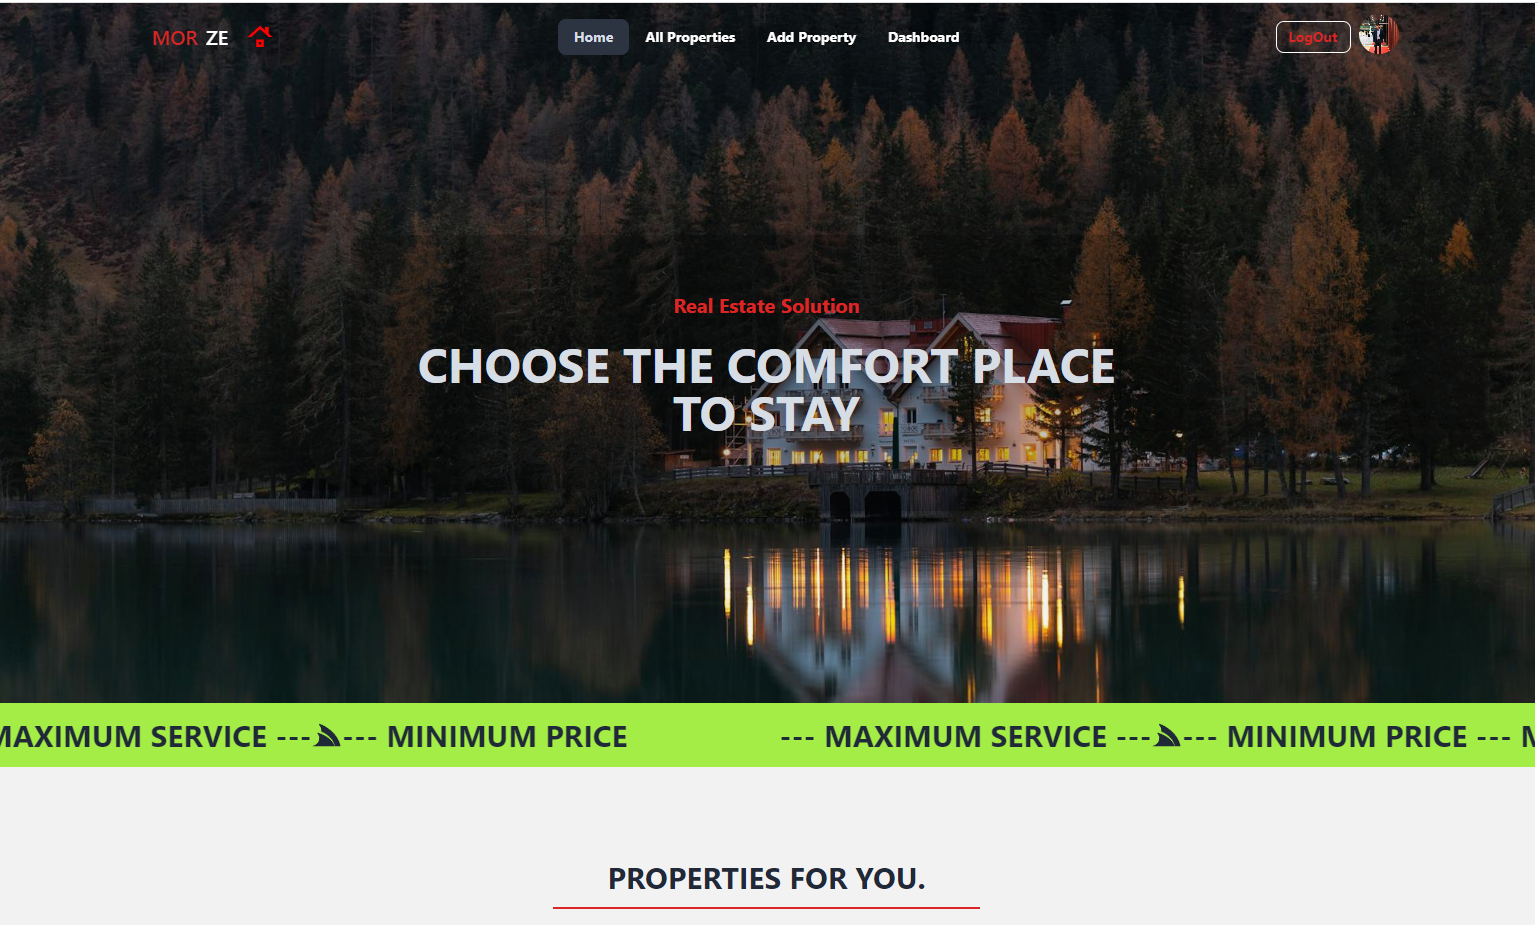 MOR ZE
Home All Properties Add Property Dashboard
LogOut
Real Estate Solution
CHOOSE THE COMFORT PLACE
TO STAY
MAXIMUM SERVICE ------ MINIMUM PRICE --- MAXIMUM SERVICE ------ MINIMUM PRICE --- M
PROPERTIES FOR YOU.